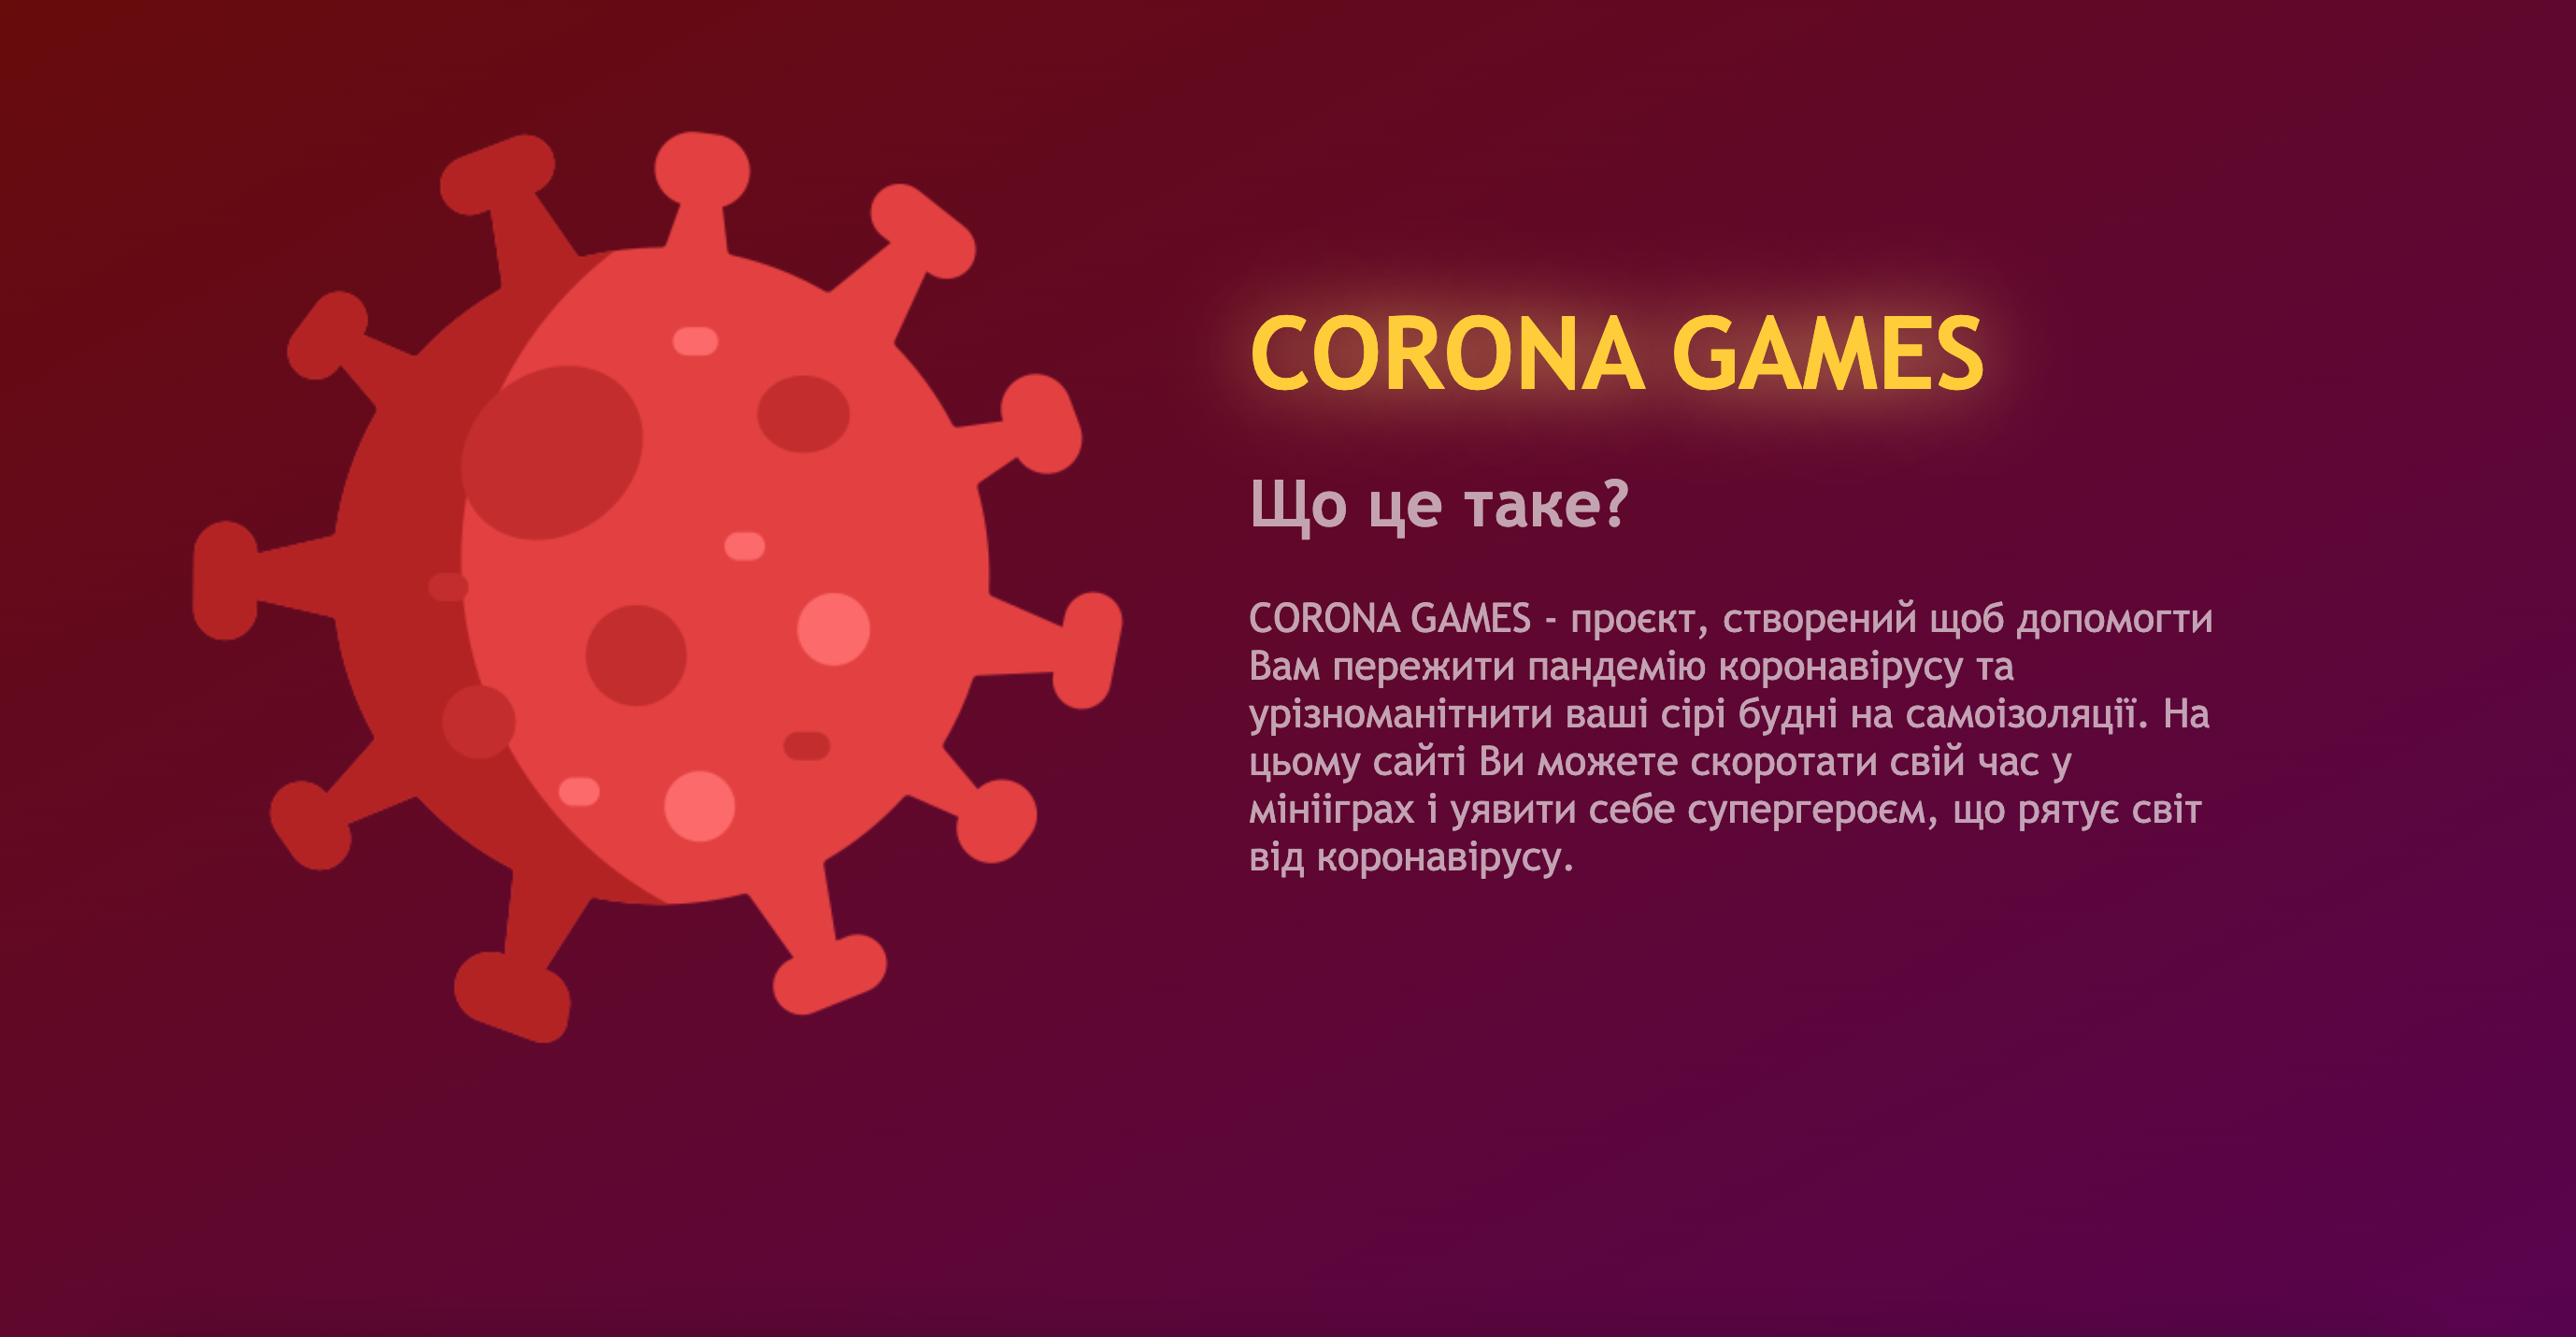 CORONA GAMES
Що це таке?
CORONA GAMES - проєкт, створений щоб допомогти
Вам пережити пандемію коронавірусу та
урізноманітнити ваші сірі будні на самоізоляції. На
цьому сайті Ви можете скоротати свій час у
мінііграх і уявити себе супергероєм, що рятує світ
від коронавірусу.